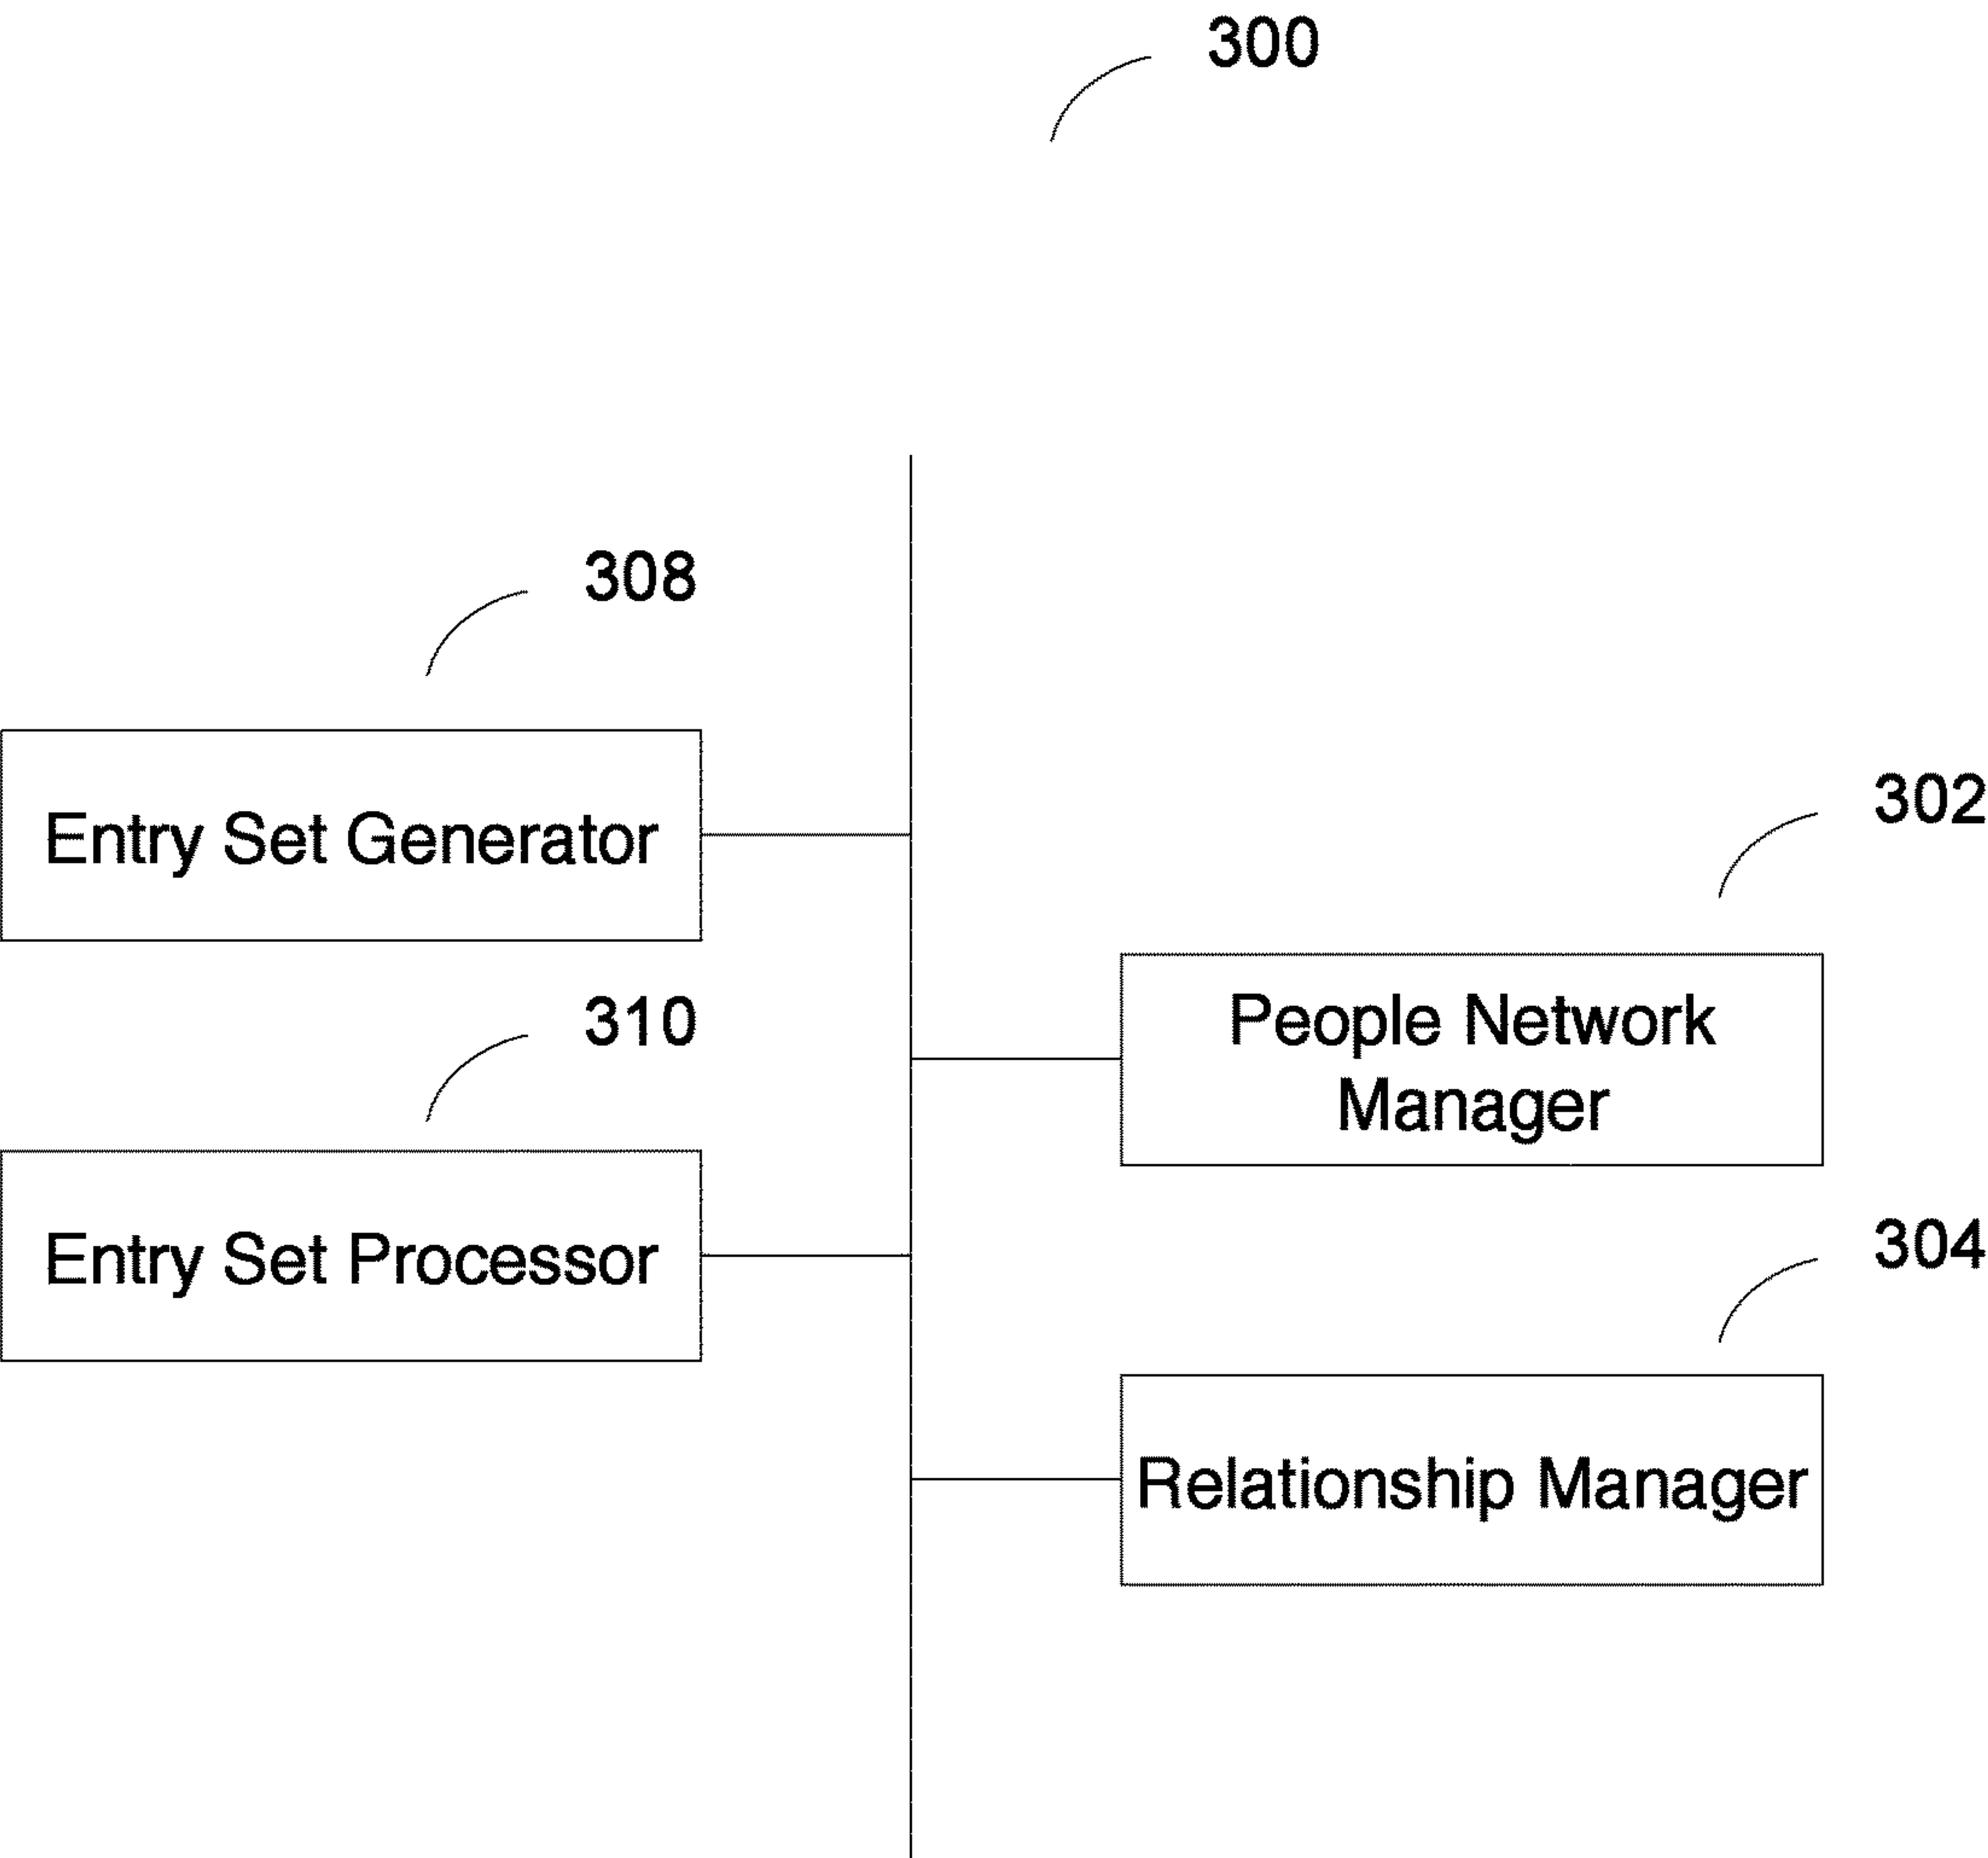 300
308
Entry Set Generator
302
People Network
Manager
310
Entry Set Processor
304
Relationship Manager